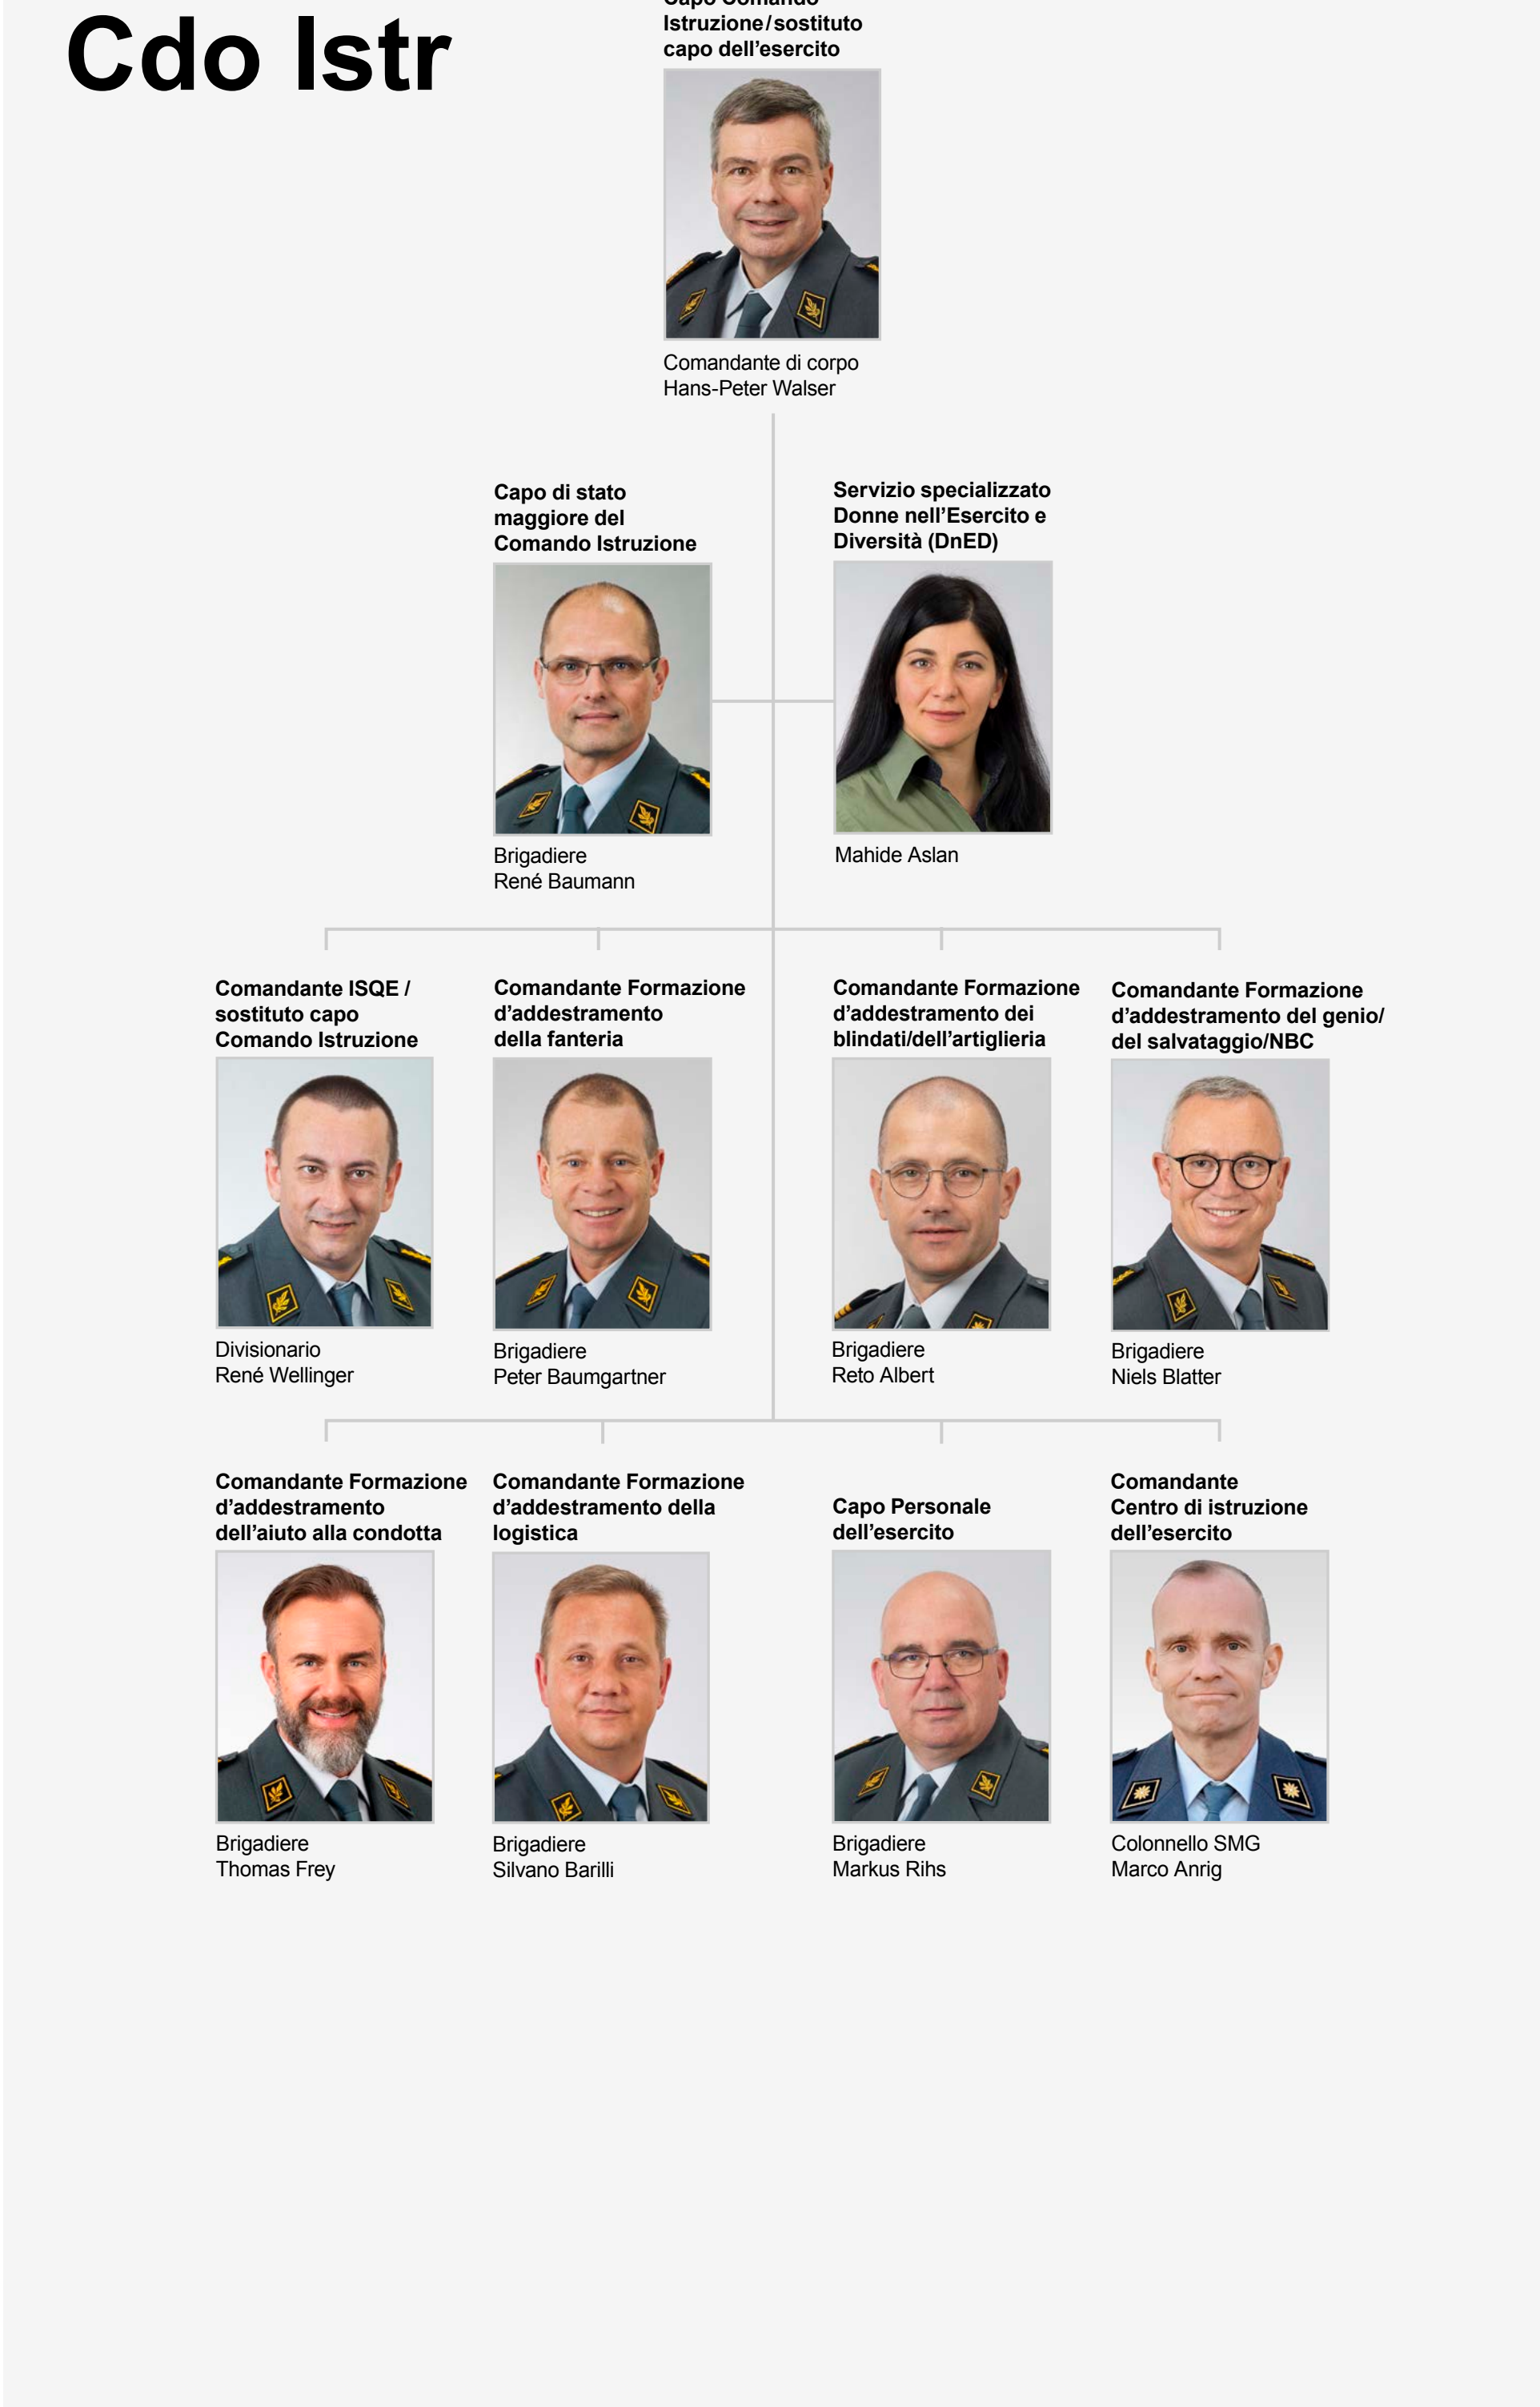 Cdo Istr
Capo Comando
Istruzione/sostituto
capo dell'esercito
Comandante di corpo
Hans-Peter Walser
Capo di stato
maggiore del
Comando Istruzione
Brigadiere
René Baumann
Servizio specializzato
Donne nell'Esercito e
Diversità (DnED)
Mahide Aslan
Comandante ISQE /
sostituto capo
Comando Istruzione
Divisionario
René Wellinger
Comandante Formazione
d'addestramento
della fanteria
Brigadiere
Peter Baumgartner
Comandante Formazione
d'addestramento dei
blindati/dell'artiglieria
Brigadiere
Reto Albert
Comandante Formazione
d'addestramento del genio/
del salvataggio/NBC
Brigadiere
Niels Blatter
Comandante Formazione
d'addestramento
dell'aiuto alla condotta
Brigadiere
Thomas Frey
Comandante Formazione
d'addestramento della
logistica
Brigadiere
Silvano Barilli
Capo Personale
dell'esercito
Brigadiere
Markus Rihs
Comandante
Centro di istruzione
dell'esercito
Colonnello SMG
Marco Anrig